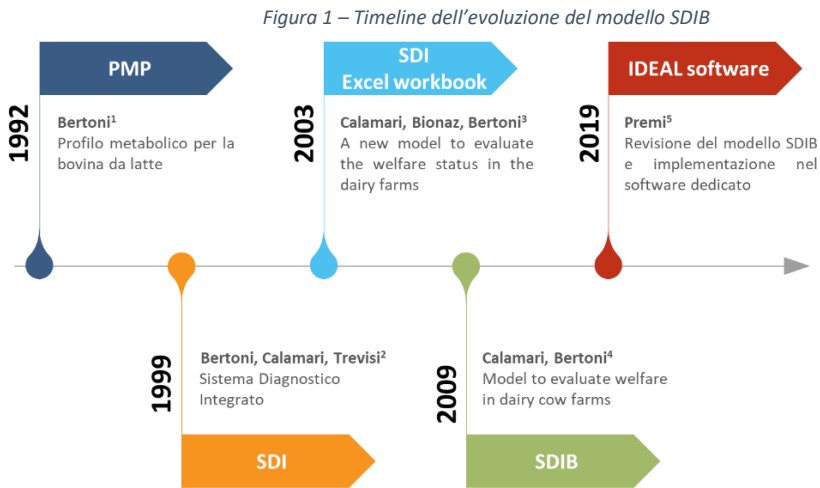 Figura 1 – Timeline dell’evoluzione del modello SDIB
PMP
1992
Bertoni¹
Profilo metabolico per la
bovina da latte
SDI
Excel workbook
2003
Calamari, Bionaz, Bertoni³
A new model to evaluate
the welfare status in the
dairy farms
IDEAL software
2019
Premi⁵
Revisione del modello SDIB
e implementazione nel
software dedicato
1999
Bertoni, Calamari, Trevisi²
Sistema Diagnostico
Integrato
SDI
2009
Calamari, Bertoni⁴
Model to evaluate welfare
in dairy cow farms
SDIB